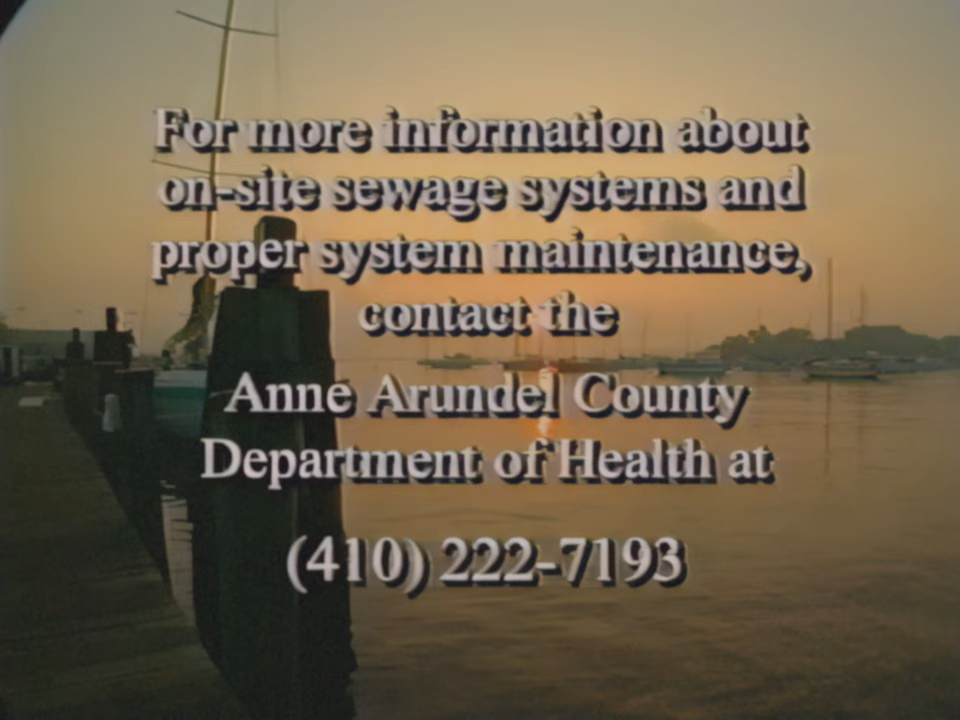 For more information about
on-site sewage systems and
proper system maintenance,
contact the
Anne Arundel County
Department of Health at
(410) 222-7193